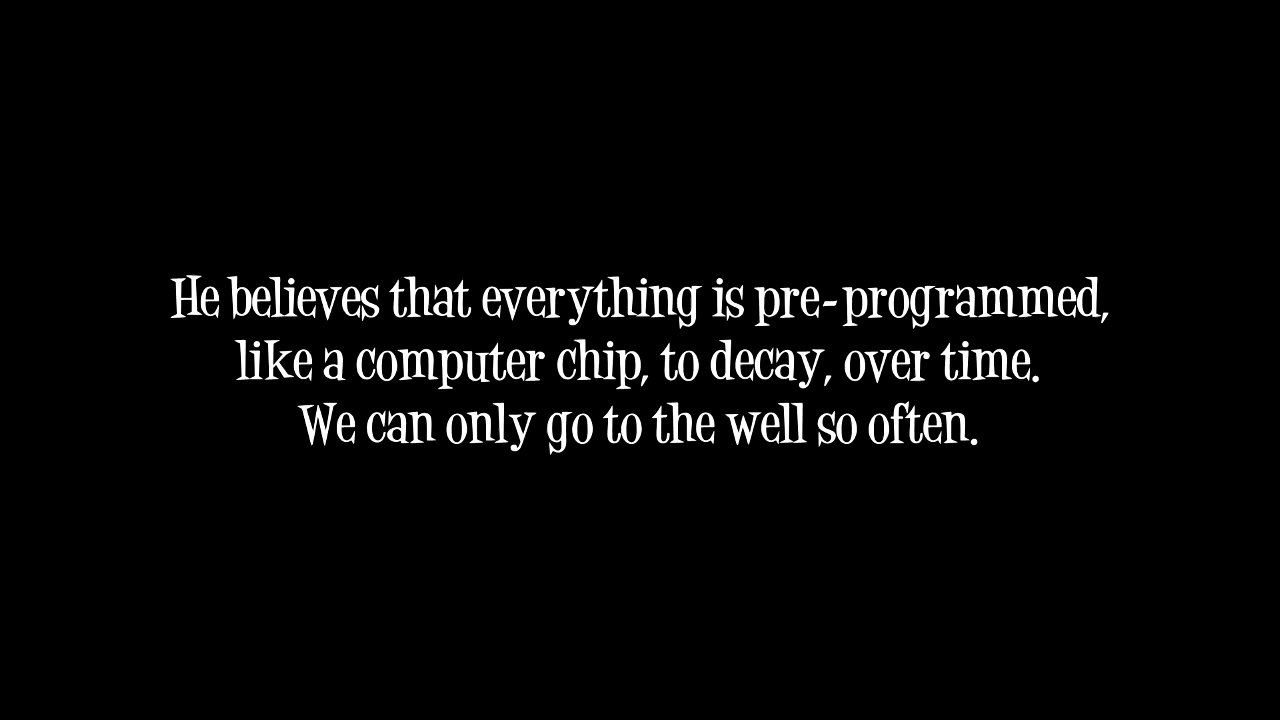 He believes that everything is pre-programmed,
like a computer chip, to decay, over time.
We can only go to the well so often.